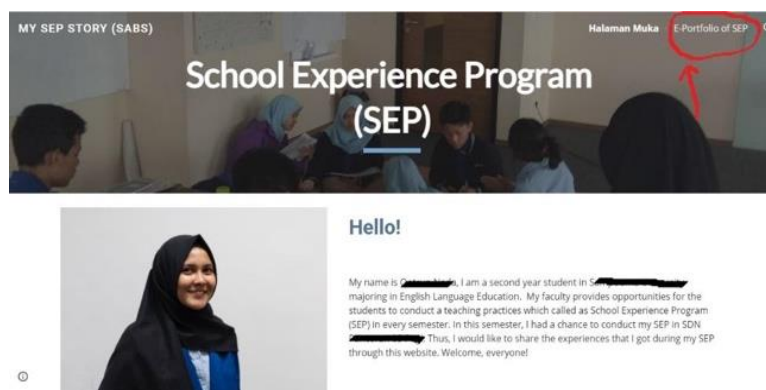 MY SEP STORY (SABS)
Halaman Muka E-Portfolio of SEP
School Experience Program
(SEP)
Hello!
My name is I am a second year student in
majoring in English Language Education. My faculty provides opportunities for the
students to conduct a teaching practices which called as School Experience Program
(SEP) in every semester. In this semester, I had a chance to conduct my SEP in SDN
Thus, I would like to share the experiences that I got during my SEP
through this website. Welcome, everyone!